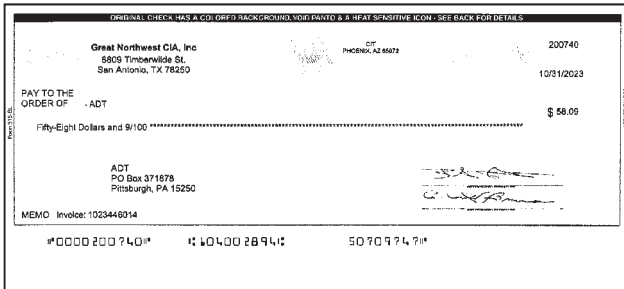 ORIGINAL CHECK HAS A COLORED BACKGROUND, VOID PANTO & A HEAT SENSITIVE ICON - SEE BACK FOR DETAILS
Great Northwest CIA, Inc
5809 Timberwilde St.
San Antonio, TX 78250
CIT
PHOENIX, AZ 85072
200740
10/31/2023
PAY TO THE
ORDER OF - ADT
$ 58.09
Fifty-Eight Dollars and 9/100
ADT
PO Box 371878
Pittsburgh, PA 15250
MEMO Invoice: 1023446014
⑈0000200740⑈ ⑆104002894⑆ 50709747⑈